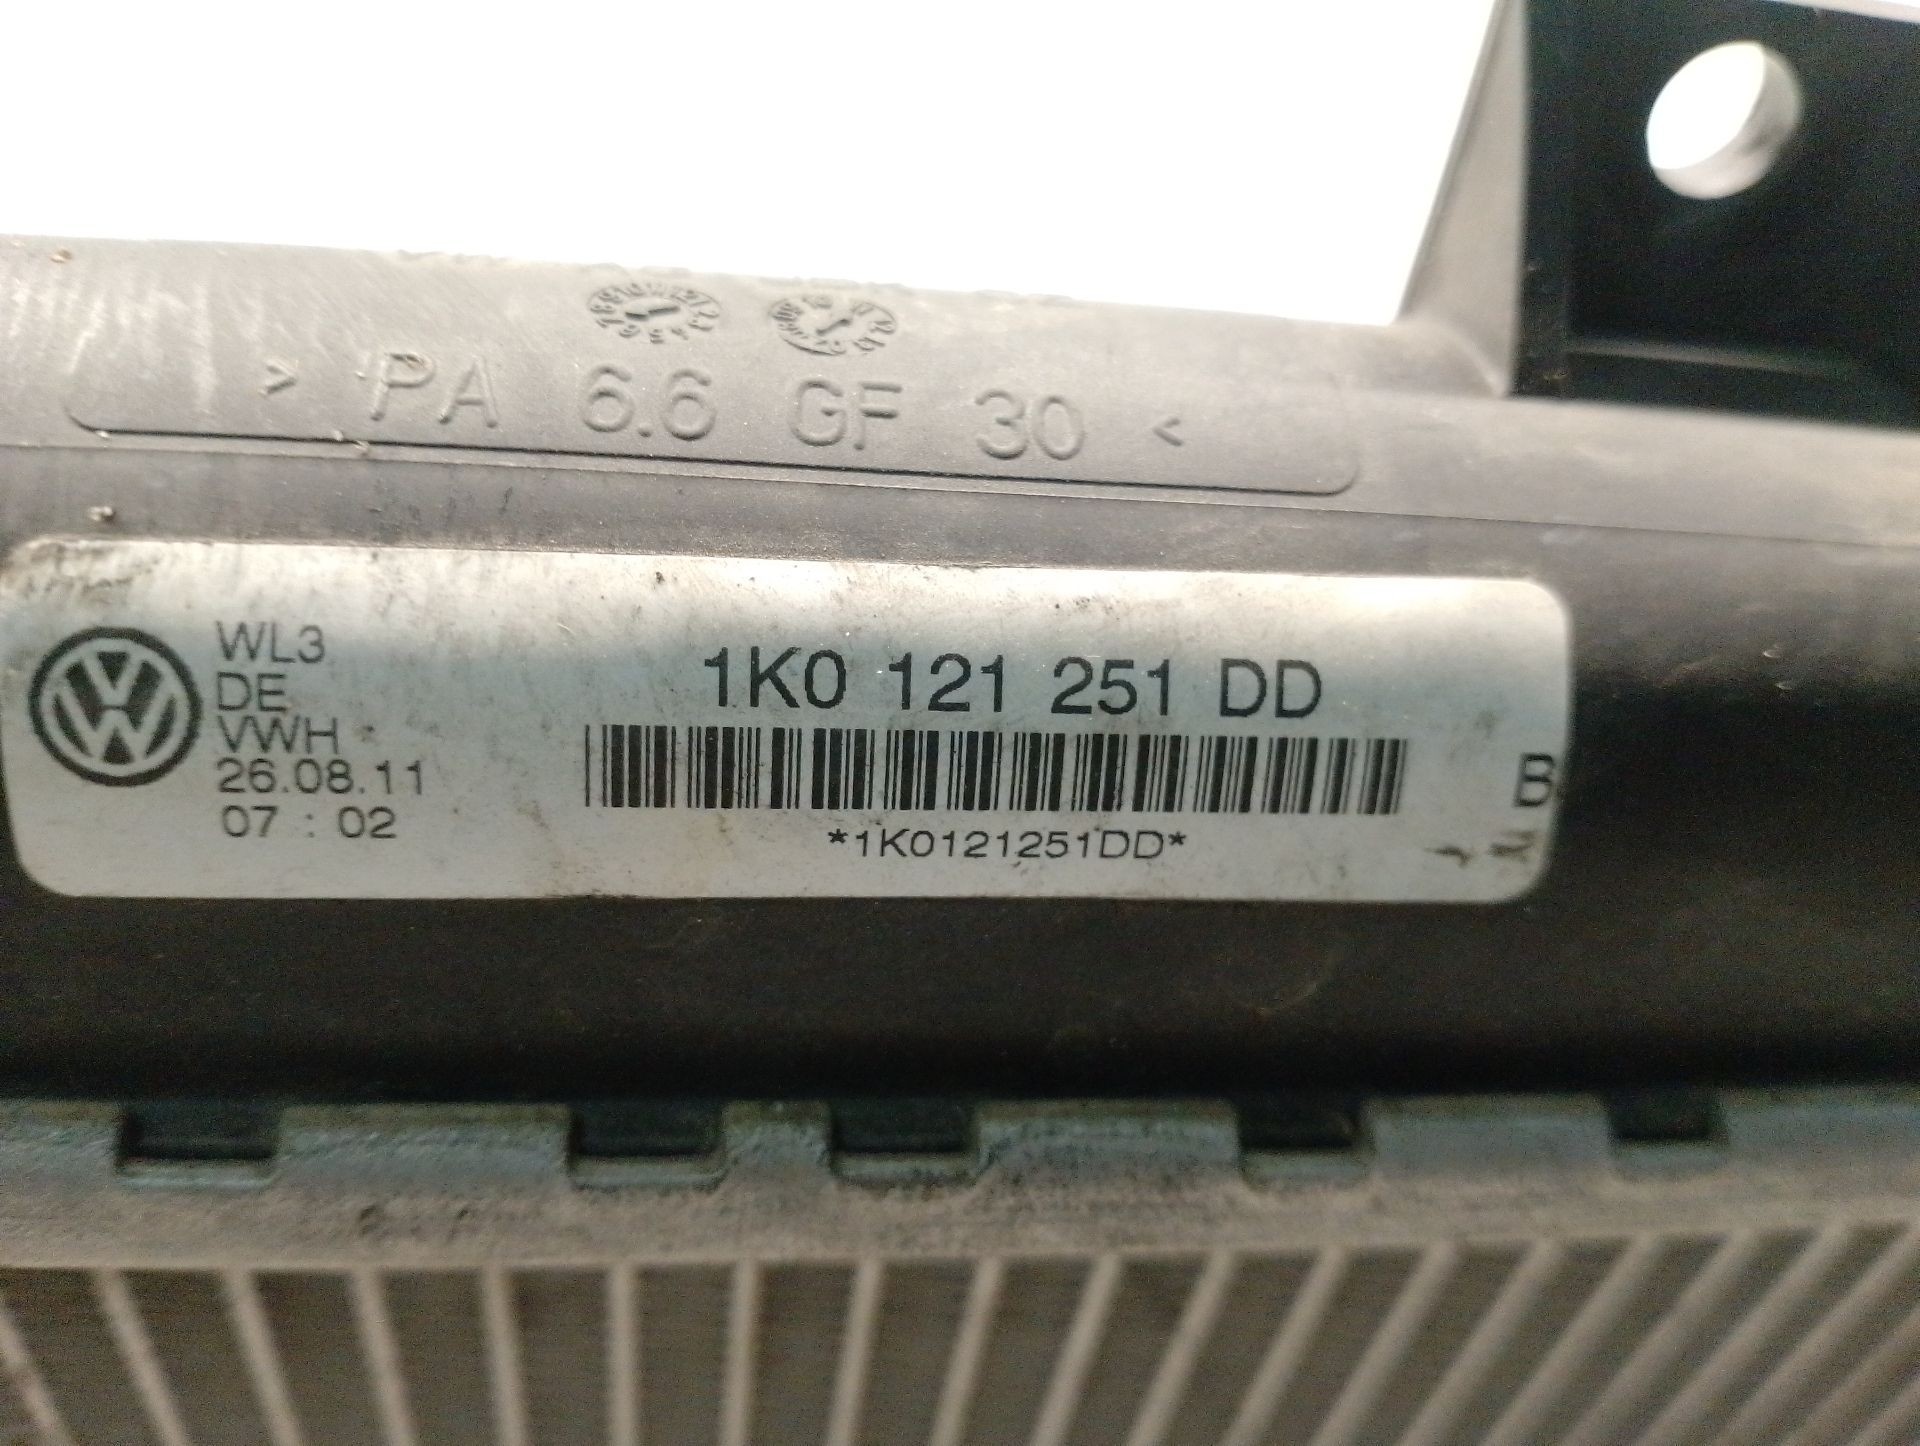 > PA 6.6 GF 30 <
WL3
DE
VWH
26.08.11
07 : 02
1K0 121 251 DD
*1K0121251DD*
B